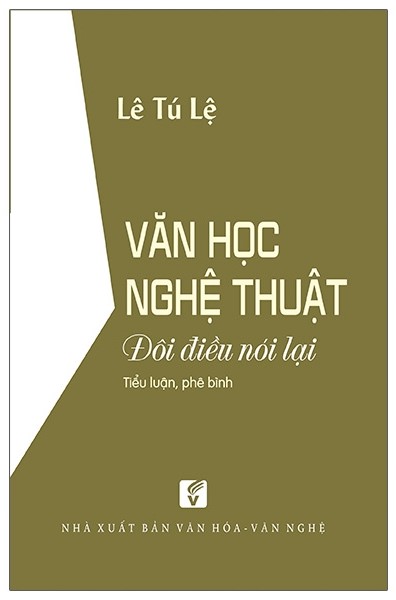 Lê Tú Lệ
VĂN HỌC
NGHỆ THUẬT
Đôi điều nói lại
Tiểu luận, phê bình
V
NHÀ XUẤT BẢN VĂN HÓA-VĂN NGHỆ